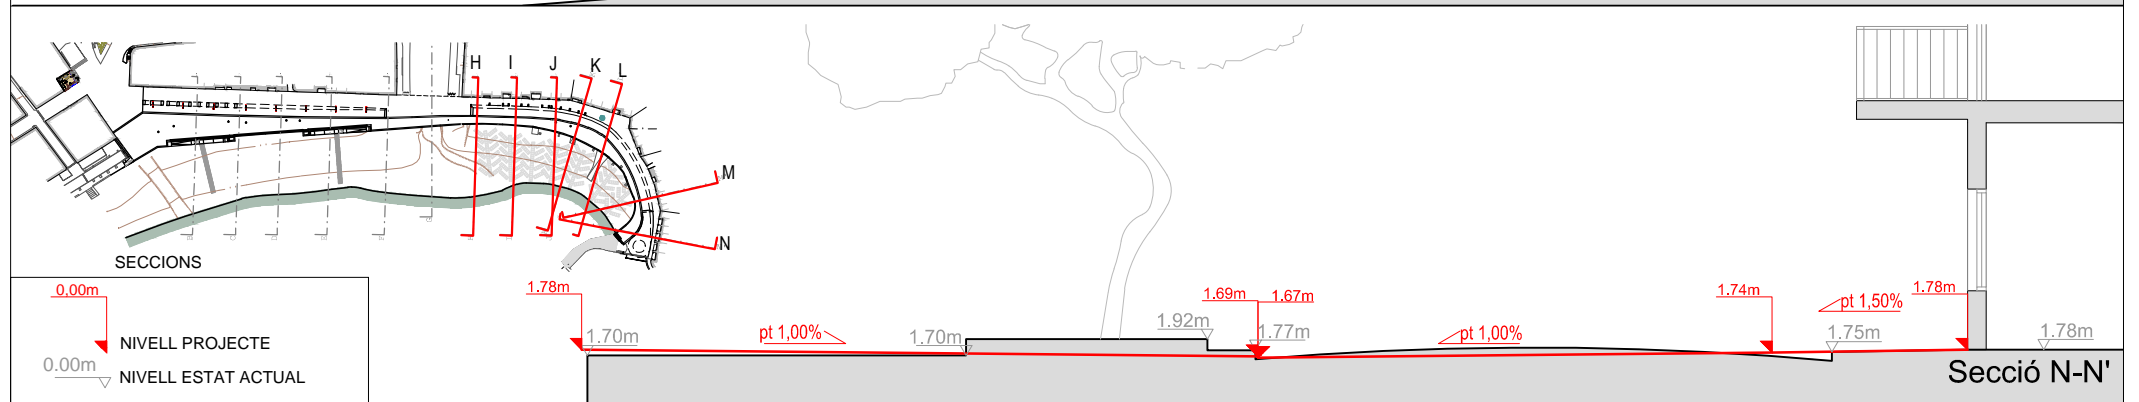 H I J K L
M
N
SECCIONS
0,00m
NIVELL PROJECTE
0.00m
NIVELL ESTAT ACTUAL
1.78m
1.70m
pt 1,00%
1.70m
1.92m
1.69m
1.67m
1.77m
pt 1,00%
1.74m
pt 1,50%
1.75m
1.78m
1.78m
Secció N-N'